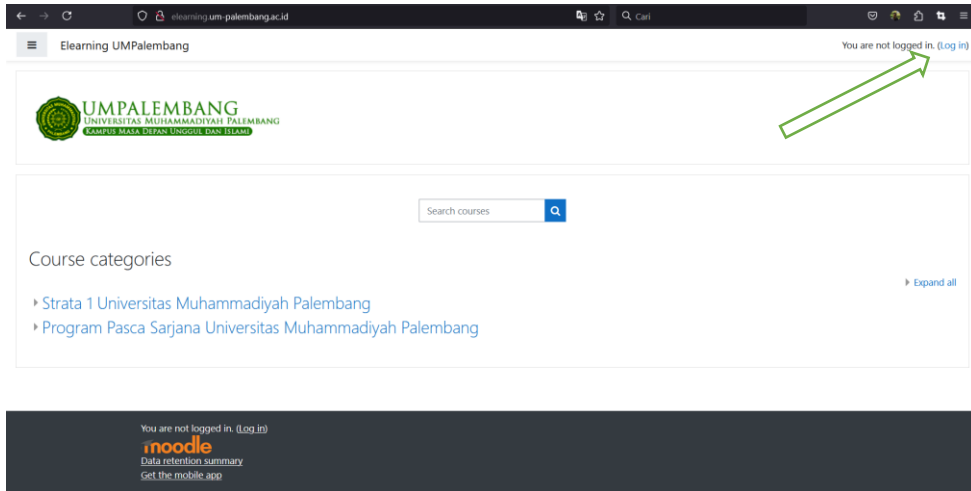 elearning.um-palembang.ac.id
Cari
Elearning UMPalembang
You are not logged in. (Log in)
UMPALEMBANG
UNIVERSITAS MUHAMMADIYAH PALEMBANG
KAMPUS MASA DEPAN UNGGUL DAN ISLAMI
Search courses
Course categories
Expand all
Strata 1 Universitas Muhammadiyah Palembang
Program Pasca Sarjana Universitas Muhammadiyah Palembang
You are not logged in. (Log in)
moodle
Data retention summary
Get the mobile app